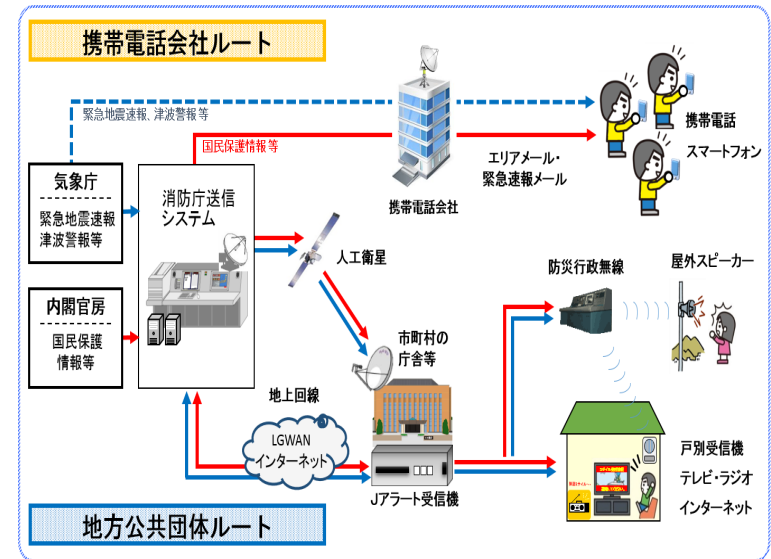 携帯電話会社ルート
緊急地震速報、津波警報等
国民保護情報等
エリアメール・
緊急速報メール
携帯電話
スマートフォン
携帯電話会社
気象庁
緊急地震速報
津波警報等
消防庁送信
システム
人工衛星
防災行政無線
屋外スピーカー
内閣官房
国民保護
情報等
市町村の
庁舎等
地上回線
LGWAN
インターネット
Jアラート受信機
戸別受信機
テレビ・ラジオ
インターネット
地方公共団体ルート